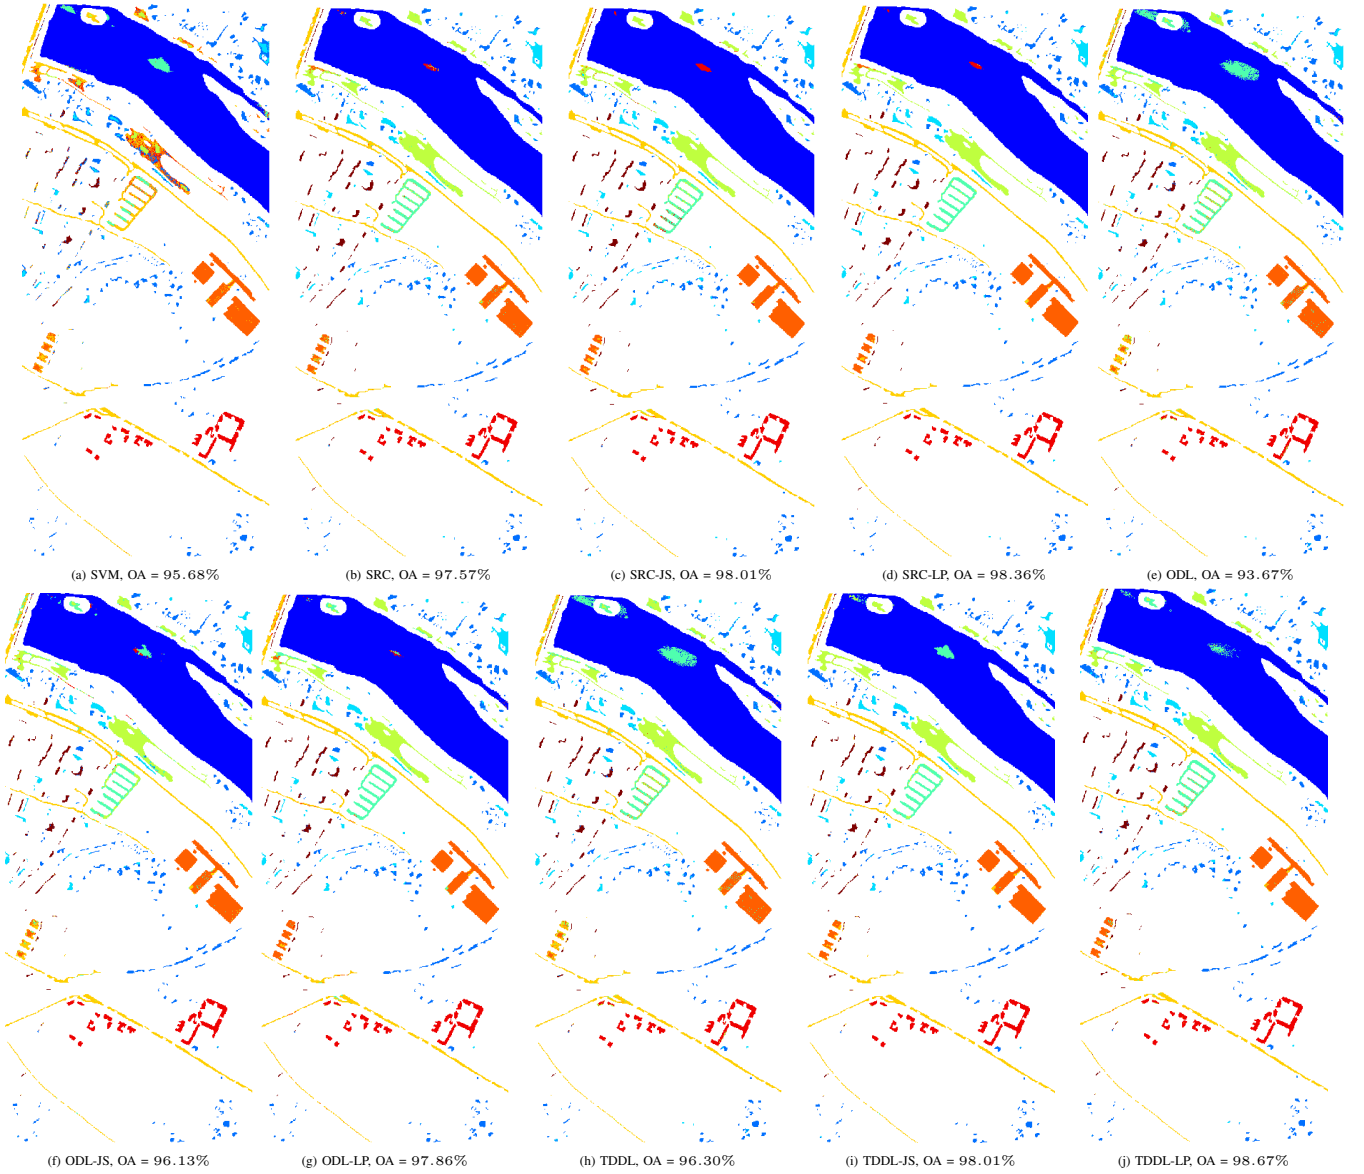 (a) SVM, OA = 95.68%
(b) SRC, OA = 97.57%
(c) SRC-JS, OA = 98.01%
(d) SRC-LP, OA = 98.36%
(e) ODL, OA = 93.67%
(f) ODL-JS, OA = 96.13%
(g) ODL-LP, OA = 97.86%
(h) TDDL, OA = 96.30%
(i) TDDL-JS, OA = 98.01%
(j) TDDL-LP, OA = 98.67%